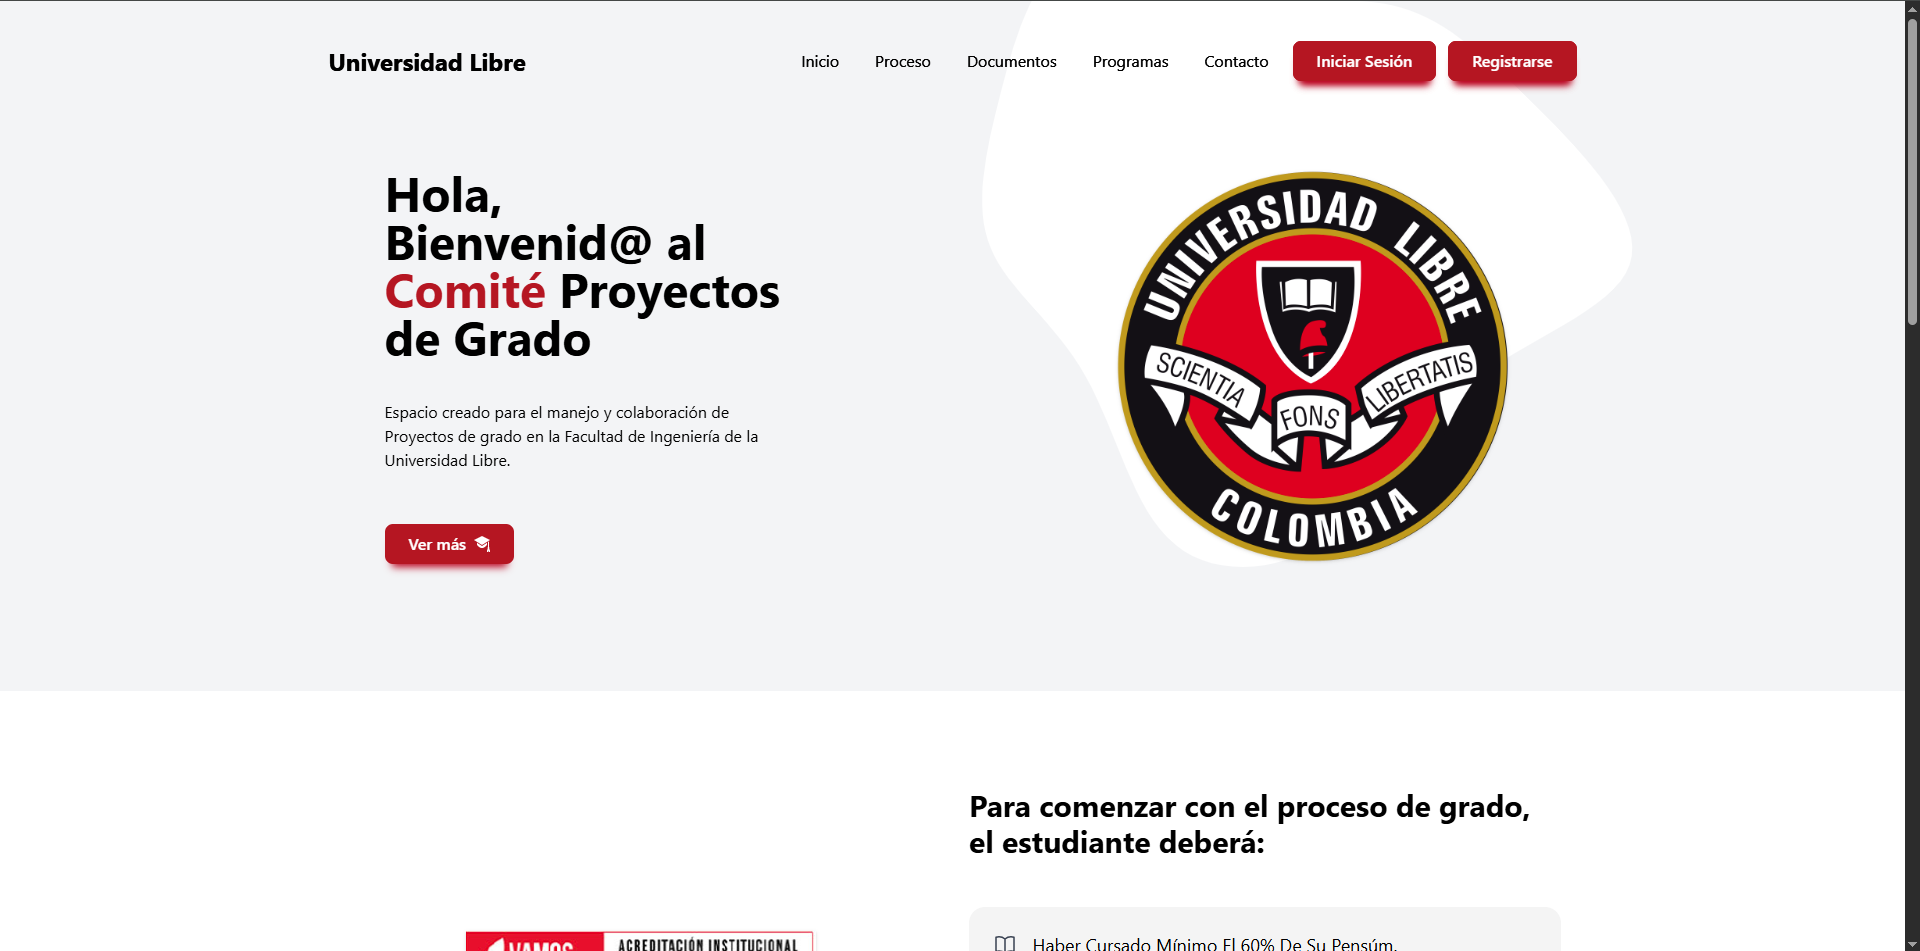 Universidad Libre
Inicio
Proceso
Documentos
Programas
Contacto
Iniciar Sesión
Registrarse
Hola,
Bienvenid@ al
Comité Proyectos
de Grado
Espacio creado para el manejo y colaboración de
Proyectos de grado en la Facultad de Ingeniería de la
Universidad Libre.
Ver más
UNIVERSIDAD LIBRE
SCIENTIA
FONS
LIBERTATIS
COLOMBIA
Para comenzar con el proceso de grado,
el estudiante deberá:
VAMOS
ACREDITACIÓN INSTITUCIONAL
Haber Cursado Mínimo El 60% De Su Pensúm.